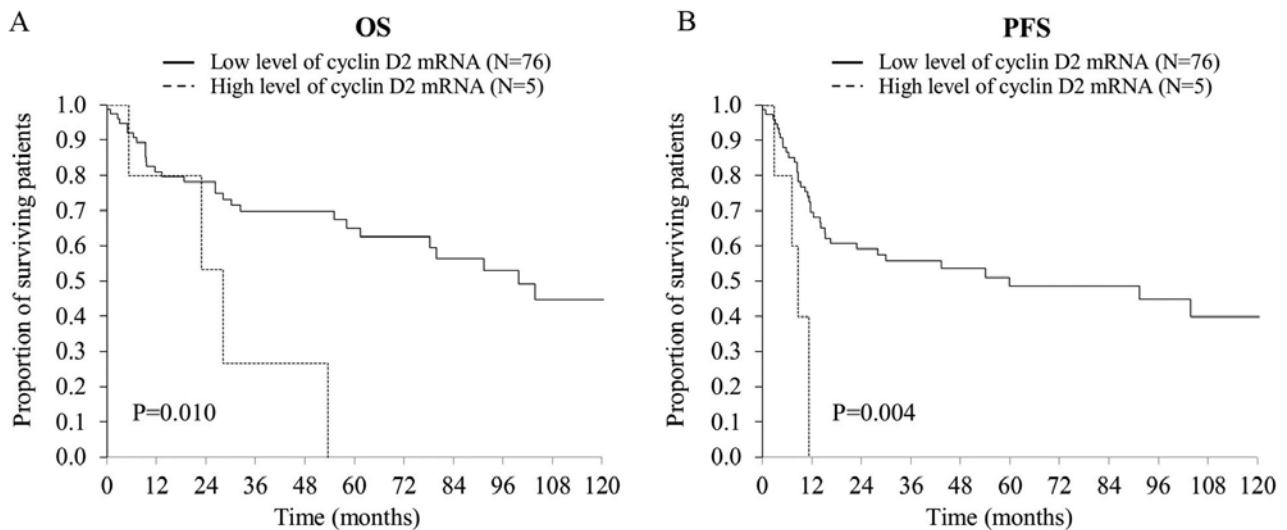 A
OS
Low level of cyclin D2 mRNA (N=76)
High level of cyclin D2 mRNA (N=5)
Proportion of surviving patients
1.0
0.9
0.8
0.7
0.6
0.5
0.4
0.3
0.2
0.1
0.0
P=0.010
0 12 24 36 48 60 72 84 96 108 120
Time (months)
B
PFS
Low level of cyclin D2 mRNA (N=76)
High level of cyclin D2 mRNA (N=5)
Proportion of surviving patients
1.0
0.9
0.8
0.7
0.6
0.5
0.4
0.3
0.2
0.1
0.0
P=0.004
0 12 24 36 48 60 72 84 96 108 120
Time (months)